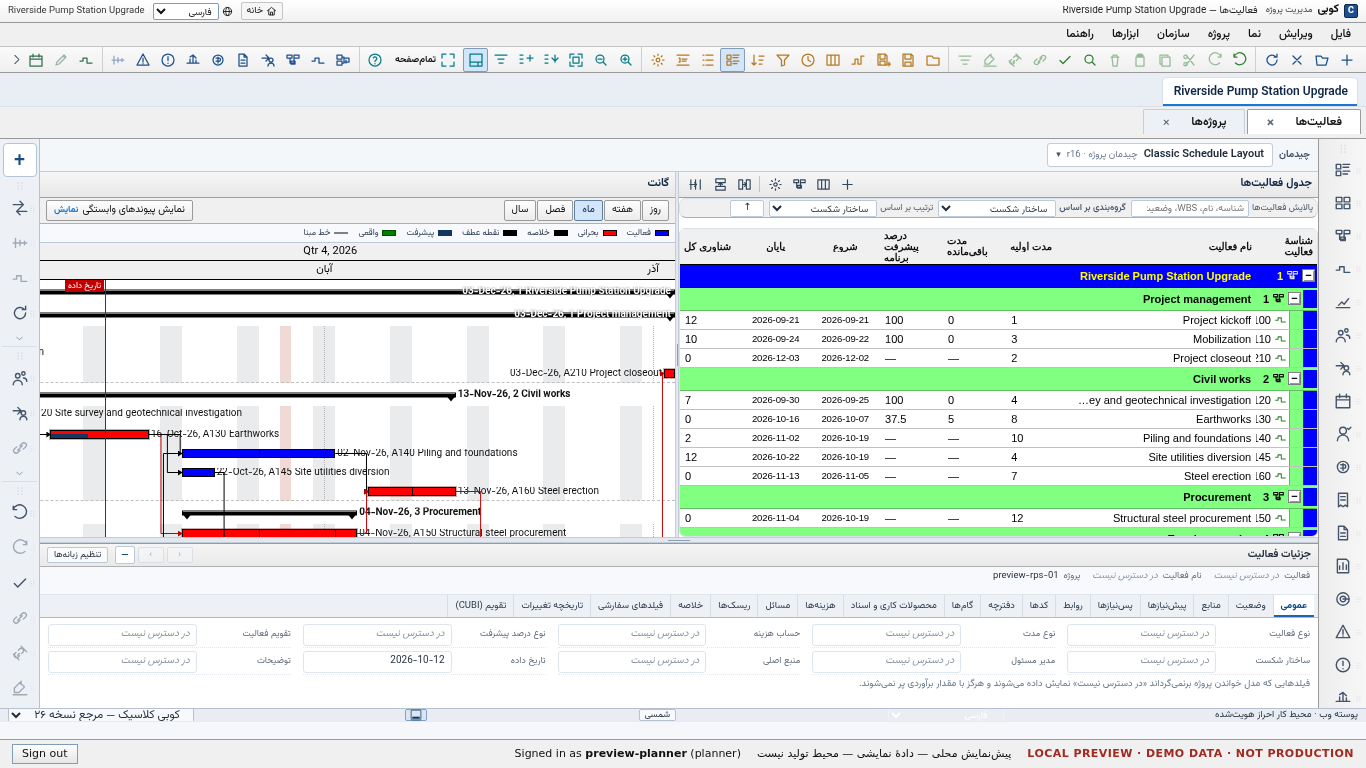 کوبی مدیریت پروژه فعالیت‌ها — Riverside Pump Station Upgrade
خانه فارسی Riverside Pump Station Upgrade
فایل ویرایش نما پروژه سازمان ابزارها راهنما
تمام‌صفحه
Riverside Pump Station Upgrade
فعالیت‌ها × پروژه‌ها ×
چیدمان Classic Schedule Layout چیدمان پروژه · r16
جدول فعالیت‌ها
پالایش فعالیت‌ها شناسه، نام، WBS، وضعید گروه‌بندی بر اساس ساختار شکست ترتیب بر اساس ساختار شکست ↑
شناسهٔ فعالیت نام فعالیت مدت اولیه مدت باقی‌مانده درصد پیشرفت برنامه شروع پایان شناوری کل
1 Riverside Pump Station Upgrade
1 Project management
100 Project kickoff 1 0 100 2026-09-21 2026-09-21 12
110 Mobilization 3 0 100 2026-09-22 2026-09-24 10
210 Project closeout 2 — — 2026-12-02 2026-12-03 0
2 Civil works
120 ey and geotechnical investigation… 4 0 100 2026-09-25 2026-09-30 7
130 Earthworks 8 5 37.5 2026-10-07 2026-10-16 0
140 Piling and foundations 10 — — 2026-10-19 2026-11-02 2
145 Site utilities diversion 4 — — 2026-10-19 2026-10-22 12
160 Steel erection 7 — — 2026-11-05 2026-11-13 0
3 Procurement
150 Structural steel procurement 12 — — 2026-10-19 2026-11-04 0
گانت
روز هفته ماه فصل سال نمایش پیوندهای وابستگی نمایش
فعالیت بحرانی خلاصه نقطه عطف پیشرفت واقعی خط مبنا
Qtr 4, 2026
آبان آذر
تاریخ داده
03-Dec-26, 1 Riverside Pump Station Upgrade
03-Dec-26, 1 Project management
03-Dec-26, A210 Project closeout
13-Nov-26, 2 Civil works
20 Site survey and geotechnical investigation
16-Oct-26, A130 Earthworks
02-Nov-26, A140 Piling and foundations
22-Oct-26, A145 Site utilities diversion
13-Nov-26, A160 Steel erection
04-Nov-26, 3 Procurement
04-Nov-26, A150 Structural steel procurement
جزئیات فعالیت تنظیم زبانه‌ها
فعالیت در دسترس نیست نام فعالیت در دسترس نیست پروژه preview-rps-01
عمومی وضعیت منابع پیش‌نیازها پس‌نیازها روابط کدها دفترچه گام‌ها محصولات کاری و اسناد هزینه‌ها مسائل ریسک‌ها خلاصه فیلدهای سفارشی تاریخچه تغییرات تقویم (CUBI)
نوع فعالیت در دسترس نیست نوع مدت در دسترس نیست حساب هزینه در دسترس نیست نوع درصد پیشرفت در دسترس نیست تقویم فعالیت در دسترس نیست
ساختار شکست در دسترس نیست مدیر مسئول در دسترس نیست منبع اصلی در دسترس نیست تاریخ داده 2026-10-12 توضیحات در دسترس نیست
فیلدهایی که مدل خواندن پروژه برنمی‌گرداند «در دسترس نیست» نمایش داده می‌شوند و هرگز با مقدار برآوردی پر نمی‌شوند.
پوسته وب · محیط کار احراز هویت‌شده فارسی شمسی کوبی کلاسیک — مرجع نسخه ۲۶
LOCAL PREVIEW · DEMO DATA · NOT PRODUCTION پیش‌نمایش محلی — دادهٔ نمایشی — محیط تولید نیست Signed in as preview-planner (planner) Sign out